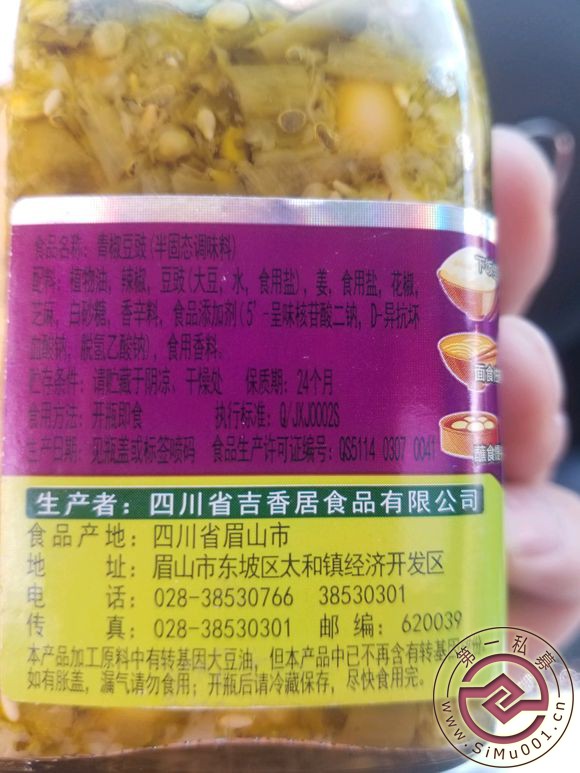 食品名称：青椒豆豉(半固态调味料)
配料：植物油，辣椒，豆豉(大豆，水，食用盐)，姜，食用盐，花椒，
芝麻，白砂糖，香辛料，食品添加剂(5'-呈味核苷酸二钠，D-异抗坏
血酸钠，脱氢乙酸钠)，食用香料.
贮存条件：请贮藏于阴凉、干燥处 保质期：24个月
食用方法：开瓶即食 执行标准：Q/JXJ0002S
生产日期：见瓶盖或标签喷码 食品生产许可证编号：QS5114 0307 0041
面食
蘸食
生产者：四川省吉香居食品有限公司
食品产地：四川省眉山市
地 址：眉山市东坡区太和镇经济开发区
电 话：028-38530766 38530301
传 真：028-38530301 邮 编：620039
本产品加工原料中有转基因大豆油，但本产品中已不再含有转基因
如有胀盖，漏气请勿食用；开瓶后请冷藏保存，尽快食用完。
第一私募
www.SiMu001.cn